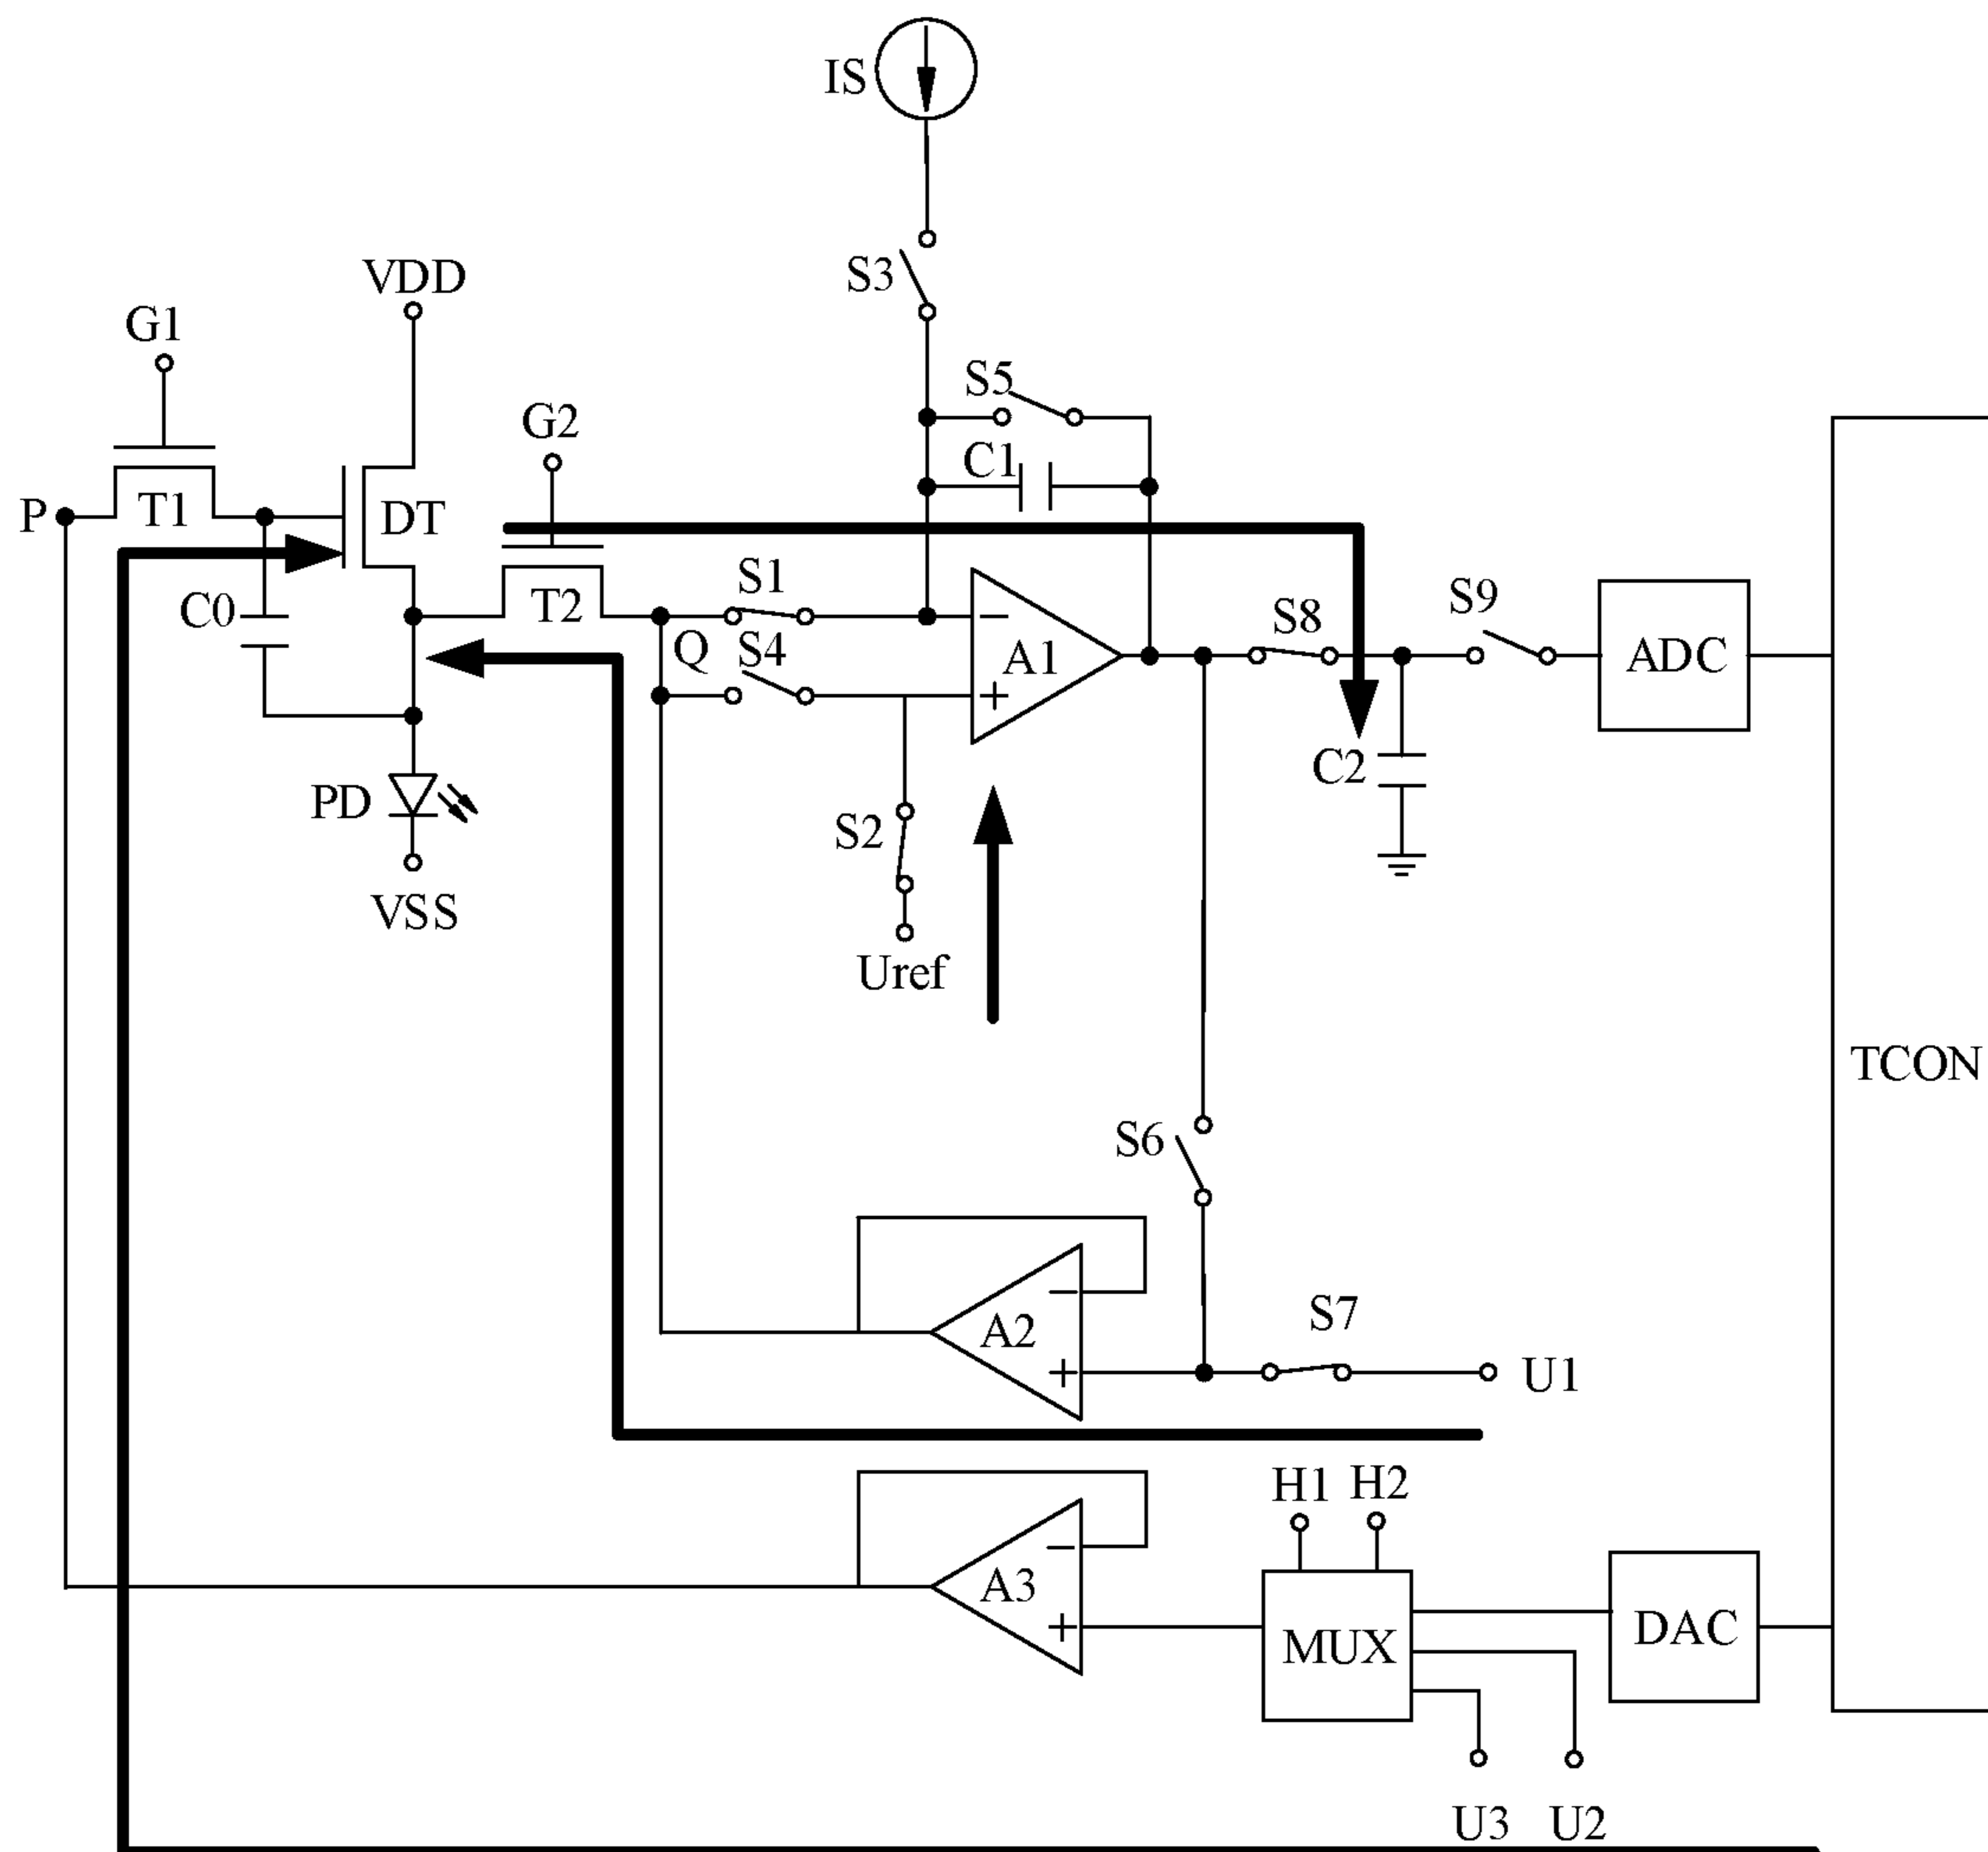 IS
S3
VDD
G1
S5
G2
C1
P
T1
DT
S1
S9
C0
T2
S8
Q
S4
A1
ADC
−
+
C2
PD
S2
VSS
Uref
TCON
S6
S7
−
A2
+
U1
H1
H2
−
A3
+
MUX
DAC
U3
U2